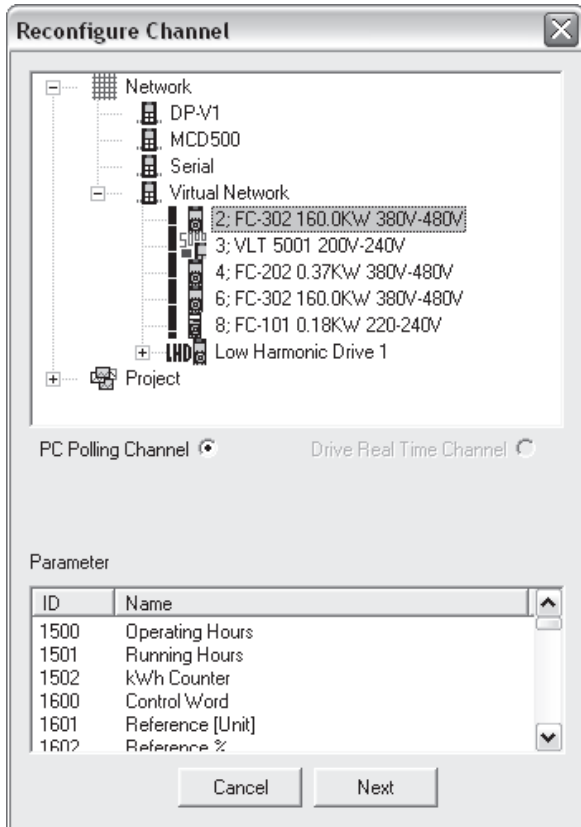 Reconfigure Channel
Network
DP-V1
MCD500
Serial
Virtual Network
2; FC-302 160.0KW 380V-480V
3; VLT 5001 200V-240V
4; FC-202 0.37KW 380V-480V
6; FC-302 160.0KW 380V-480V
8; FC-101 0.18KW 220-240V
LHD Low Harmonic Drive 1
Project
PC Polling Channel Drive Real Time Channel
Parameter
ID Name
1500 Operating Hours
1501 Running Hours
1502 kWh Counter
1600 Control Word
1601 Reference [Unit]
1602 Reference %
Cancel Next